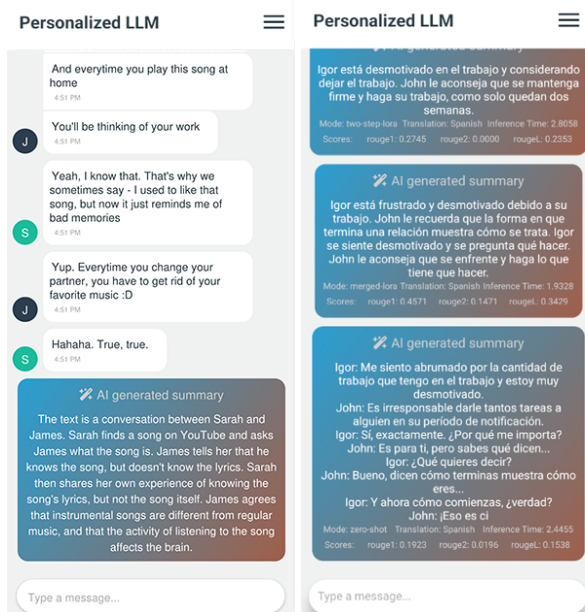 Personalized LLM
And everytime you play this song at
home
4:51 PM
You'll be thinking of your work
J
4:51 PM
Yeah, I know that. That's why we
sometimes say - I used to like that
song, but now it just reminds me of
bad memories
S
4:51 PM
Yup. Everytime you change your
partner, you have to get rid of your
favorite music :D
J
4:51 PM
Hahaha. True, true.
S
4:51 PM
AI generated summary
The text is a conversation between Sarah and
James. Sarah finds a song on YouTube and asks
James what the song is. James tells her that he
knows the song, but doesn't know the lyrics. Sarah
then shares her own experience of knowing the
song's lyrics, but not the song itself. James agrees
that instrumental songs are different from regular
music, and that the activity of listening to the song
affects the brain.
Type a message...
Personalized LLM
AI generated summary
Igor está desmotivado en el trabajo y considerando
dejar el trabajo. John le aconseja que se mantenga
firme y haga su trabajo, como solo quedan dos
semanas.
Mode: two-step-lora Translation: Spanish Inference Time: 2.8058
Scores: rouge1: 0.2745 rouge2: 0.0000 rougeL: 0.2353
AI generated summary
Igor está frustrado y desmotivado debido a su
trabajo. John le recuerda que la forma en que
termina una relación muestra cómo se trata. Igor
se siente desmotivado y se pregunta qué hacer.
John le aconseja que se enfrente y haga lo que
tiene que hacer.
Mode: merged-lora Translation: Spanish Inference Time: 1.9328
Scores: rouge1: 0.4571 rouge2: 0.1471 rougeL: 0.3429
AI generated summary
Igor: Me siento abrumado por la cantidad de
trabajo que tengo en el trabajo y estoy muy
desmotivado.
John: Es irresponsable darle tantos tareas a
alguien en su período de notificación.
Igor: Sí, exactamente. ¿Por qué me importa?
John: Es para ti, pero sabes qué dicen...
Igor: ¿Qué quieres decir?
John: Bueno, dicen cómo terminas muestra cómo
eres...
Igor: Y ahora cómo comienzas, ¿verdad?
John: ¡Eso es ci
Mode: zero-shot Translation: Spanish Inference Time: 2.4455
Scores: rouge1: 0.1923 rouge2: 0.0196 rougeL: 0.1538
Type a message...